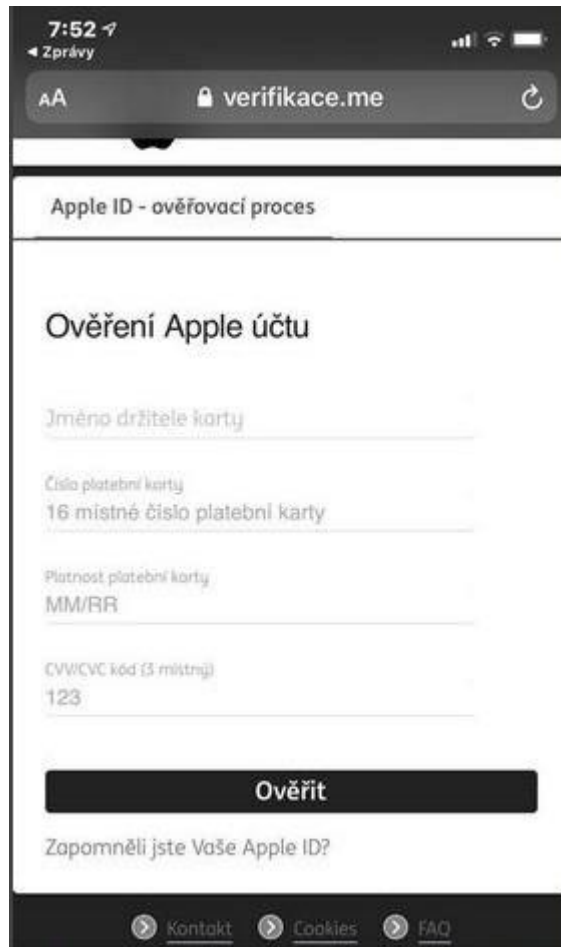 7:52
◄ Zprávy
AA verifikace.me
Apple ID - ověřovací proces
Ověření Apple účtu
Jméno držitele karty
Číslo platební karty
16 místné číslo platební karty
Platnost platební karty
MM/RR
CVV/CVC kód (3 místný)
123
Ověřit
Zapomněli jste Vaše Apple ID?
Kontakt Cookies FAQ